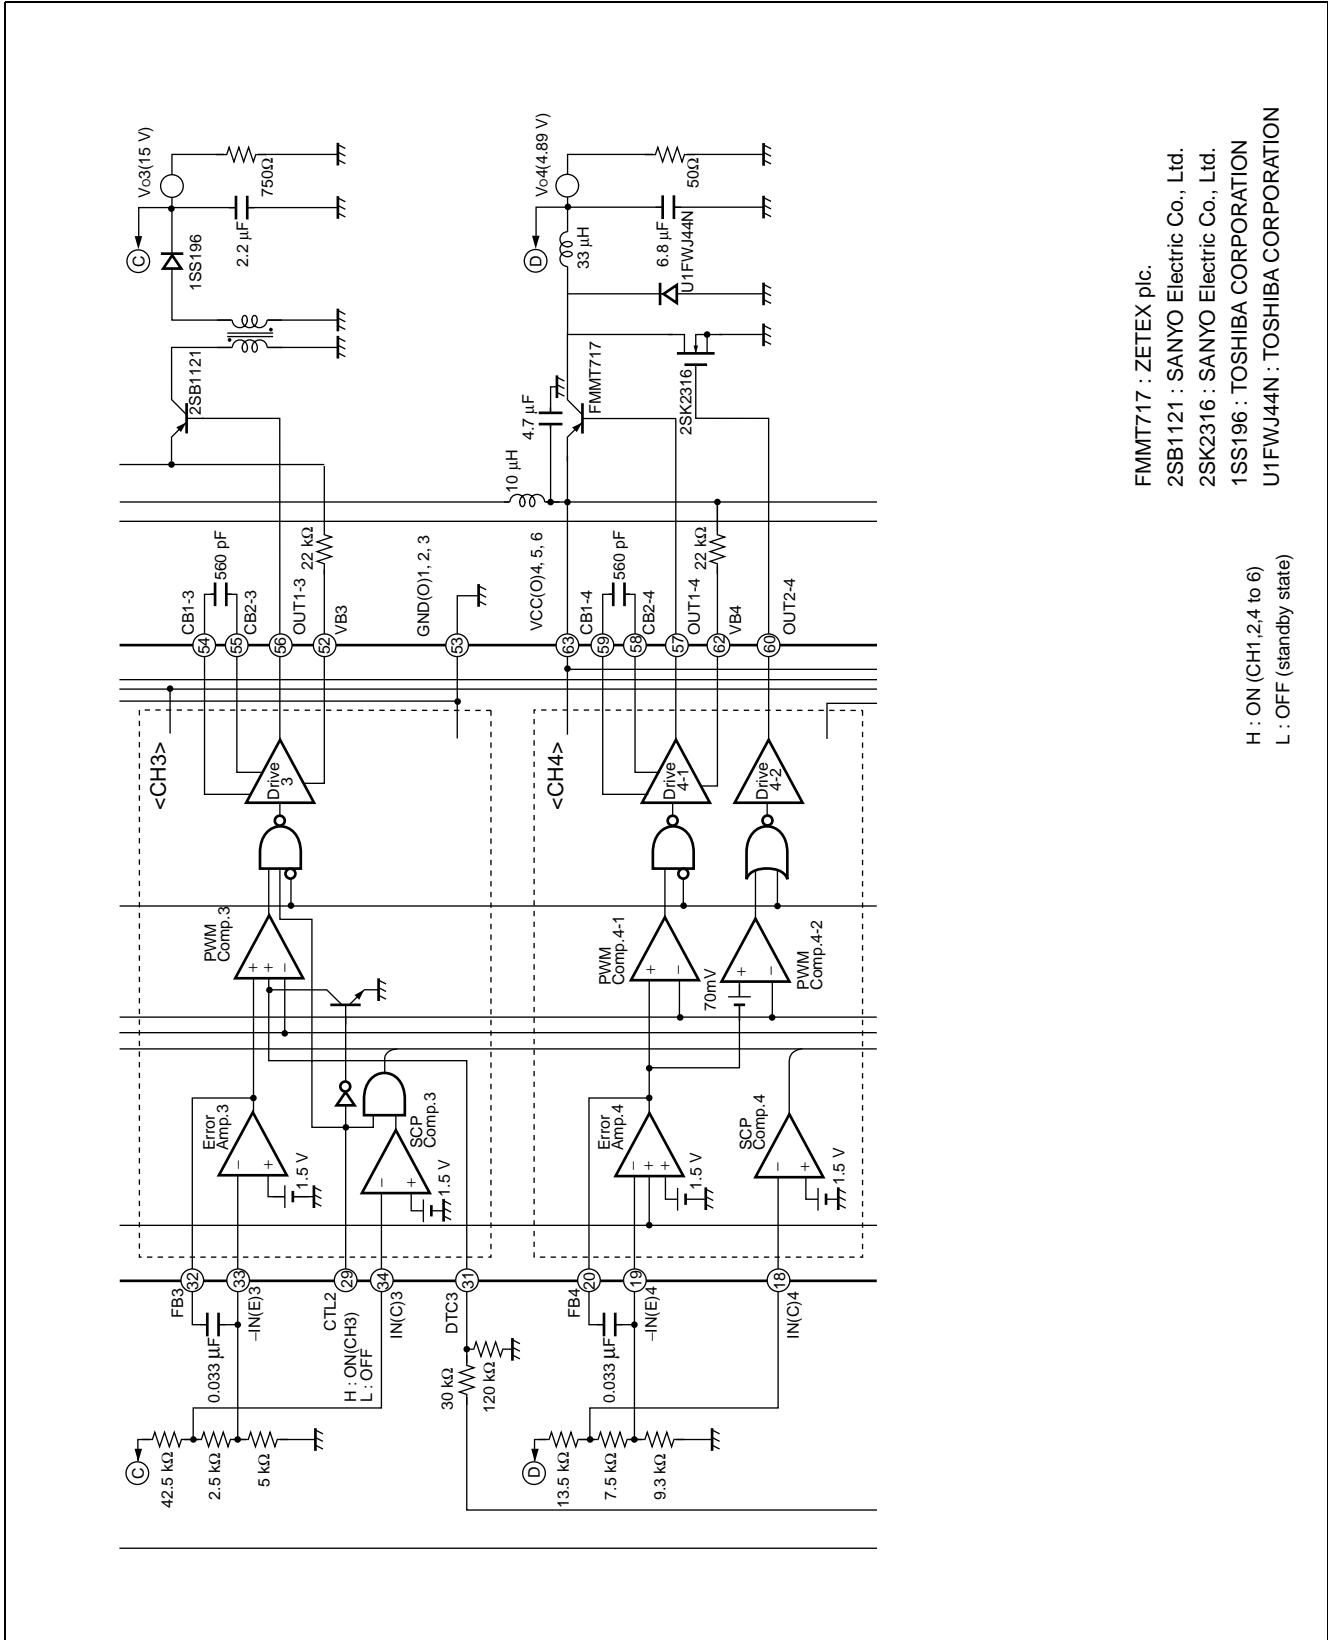 C
42.5 kΩ
2.5 kΩ
5 kΩ
0.033 µF
FB3
32
−IN(E)3
33
CTL2
29
H : ON(CH3)
L : OFF
IN(C)3
34
DTC3
31
30 kΩ
120 kΩ
<CH3>
Error
Amp.3
−
+
1.5 V
SCP
Comp.3
−
+
1.5 V
PWM
Comp.3
+
+
−
Drive
3
CB1-3
54
560 pF
CB2-3
55
OUT1-3
56
22 kΩ
VB3
52
GND(O)1, 2, 3
53
2SB1121
1SS196
C
2.2 µF
Vo3(15 V)
750Ω
D
13.5 kΩ
7.5 kΩ
9.3 kΩ
0.033 µF
FB4
20
−IN(E)4
19
IN(C)4
18
<CH4>
Error
Amp.4
−
+
+
1.5 V
SCP
Comp.4
−
+
1.5 V
PWM
Comp.4-1
+
−
70mV
+
−
PWM
Comp.4-2
Drive
4-1
Drive
4-2
VCC(O)4, 5, 6
63
CB1-4
59
560 pF
CB2-4
58
OUT1-4
57
22 kΩ
VB4
62
OUT2-4
60
10 µH
4.7 µF
FMMT717
2SK2316
D
33 µH
6.8 µF
U1FWJ44N
Vo4(4.89 V)
50Ω
H : ON (CH1,2,4 to 6)
L : OFF (standby state)
FMMT717 : ZETEX plc.
2SB1121 : SANYO Electric Co., Ltd.
2SK2316 : SANYO Electric Co., Ltd.
1SS196 : TOSHIBA CORPORATION
U1FWJ44N : TOSHIBA CORPORATION